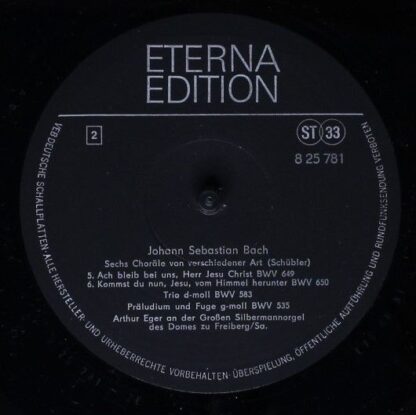 ETERNA
EDITION
2
ST 33
8 25 781
Johann Sebastian Bach
Sechs Choräle von verschiedener Art (Schübler)
5. Ach bleib bei uns, Herr Jesu Christ BWV 649
6. Kommst du nun, Jesu, vom Himmel herunter BWV 650
Trio d-moll BWV 583
Präludium und Fuge g-moll BWV 535
Arthur Eger an der Großen Silbermannorgel
des Domes zu Freiberg/Sa.
VEB DEUTSCHE SCHALLPLATTEN ALLE HERSTELLER- UND URHEBERRECHTE VORBEHALTEN · ÜBERSPIELUNG, ÖFFENTLICHE AUFFÜHRUNG UND RUNDFUNKSENDUNG VERBOTEN